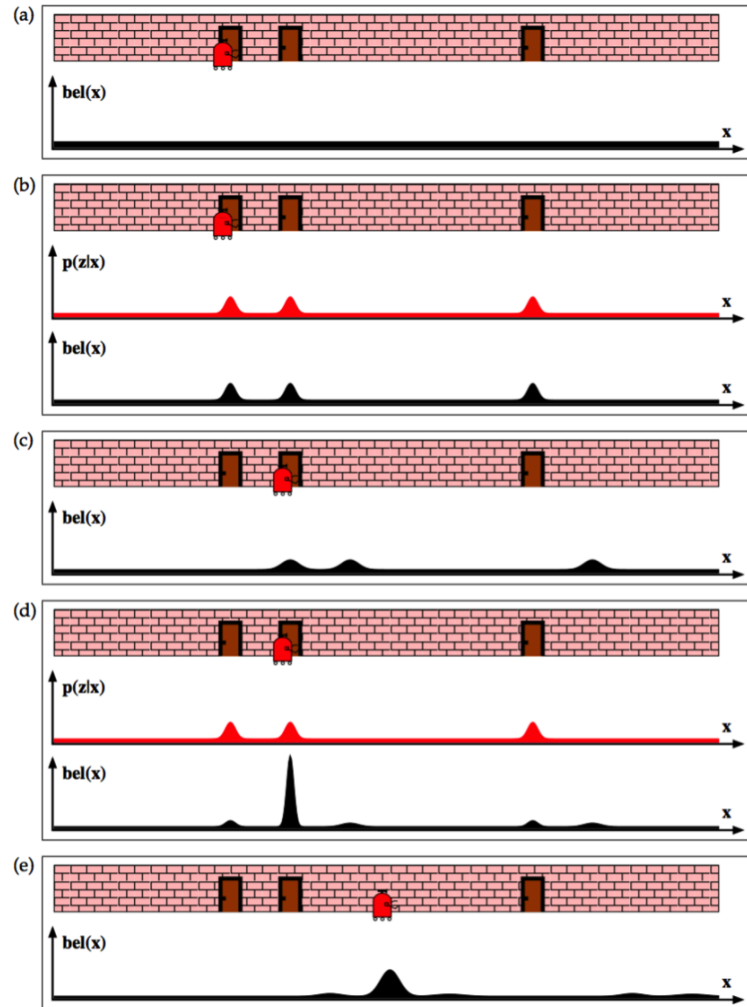 (a)
bel(x)
x
(b)
p(z|x)
x
bel(x)
x
(c)
bel(x)
x
(d)
p(z|x)
x
bel(x)
x
(e)
bel(x)
x